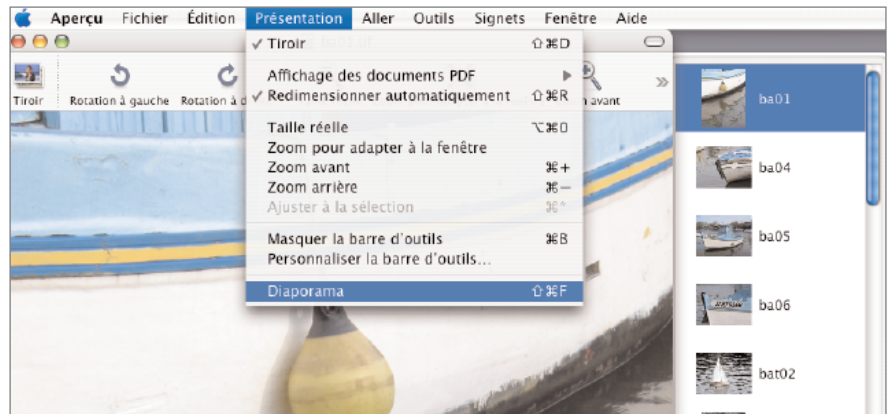 Aperçu Fichier Édition Présentation Aller Outils Signets Fenêtre Aide
✓ Tiroir ⇧⌘D
Affichage des documents PDF ▶
✓ Redimensionner automatiquement ⇧⌘R
Taille réelle ⌥⌘0
Zoom pour adapter à la fenêtre
Zoom avant ⌘+
Zoom arrière ⌘−
Ajuster à la sélection ⌘*
Masquer la barre d'outils ⌘B
Personnaliser la barre d'outils...
Diaporama ⇧⌘F
Tiroir Rotation à gauche Rotation à d
avant
ba01
ba04
ba05
ba06
bat02